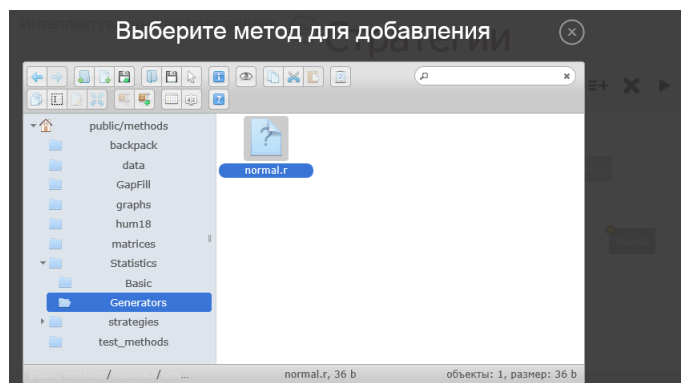 Выберите метод для добавления
Стратегии
public/methods
backpack
data
GapFill
graphs
hum18
matrices
Statistics
Basic
Generators
strategies
test_methods
normal.r
/ / ...
normal.r, 36 b
объекты: 1, размер: 36 b